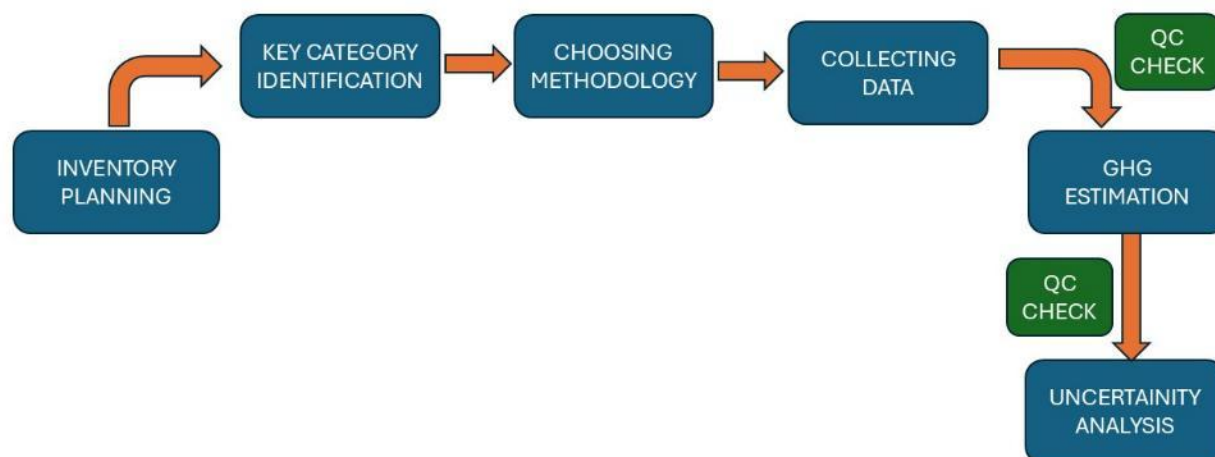 INVENTORY
PLANNING
KEY CATEGORY
IDENTIFICATION
CHOOSING
METHODOLOGY
COLLECTING
DATA
QC
CHECK
GHG
ESTIMATION
QC
CHECK
UNCERTAINITY
ANALYSIS